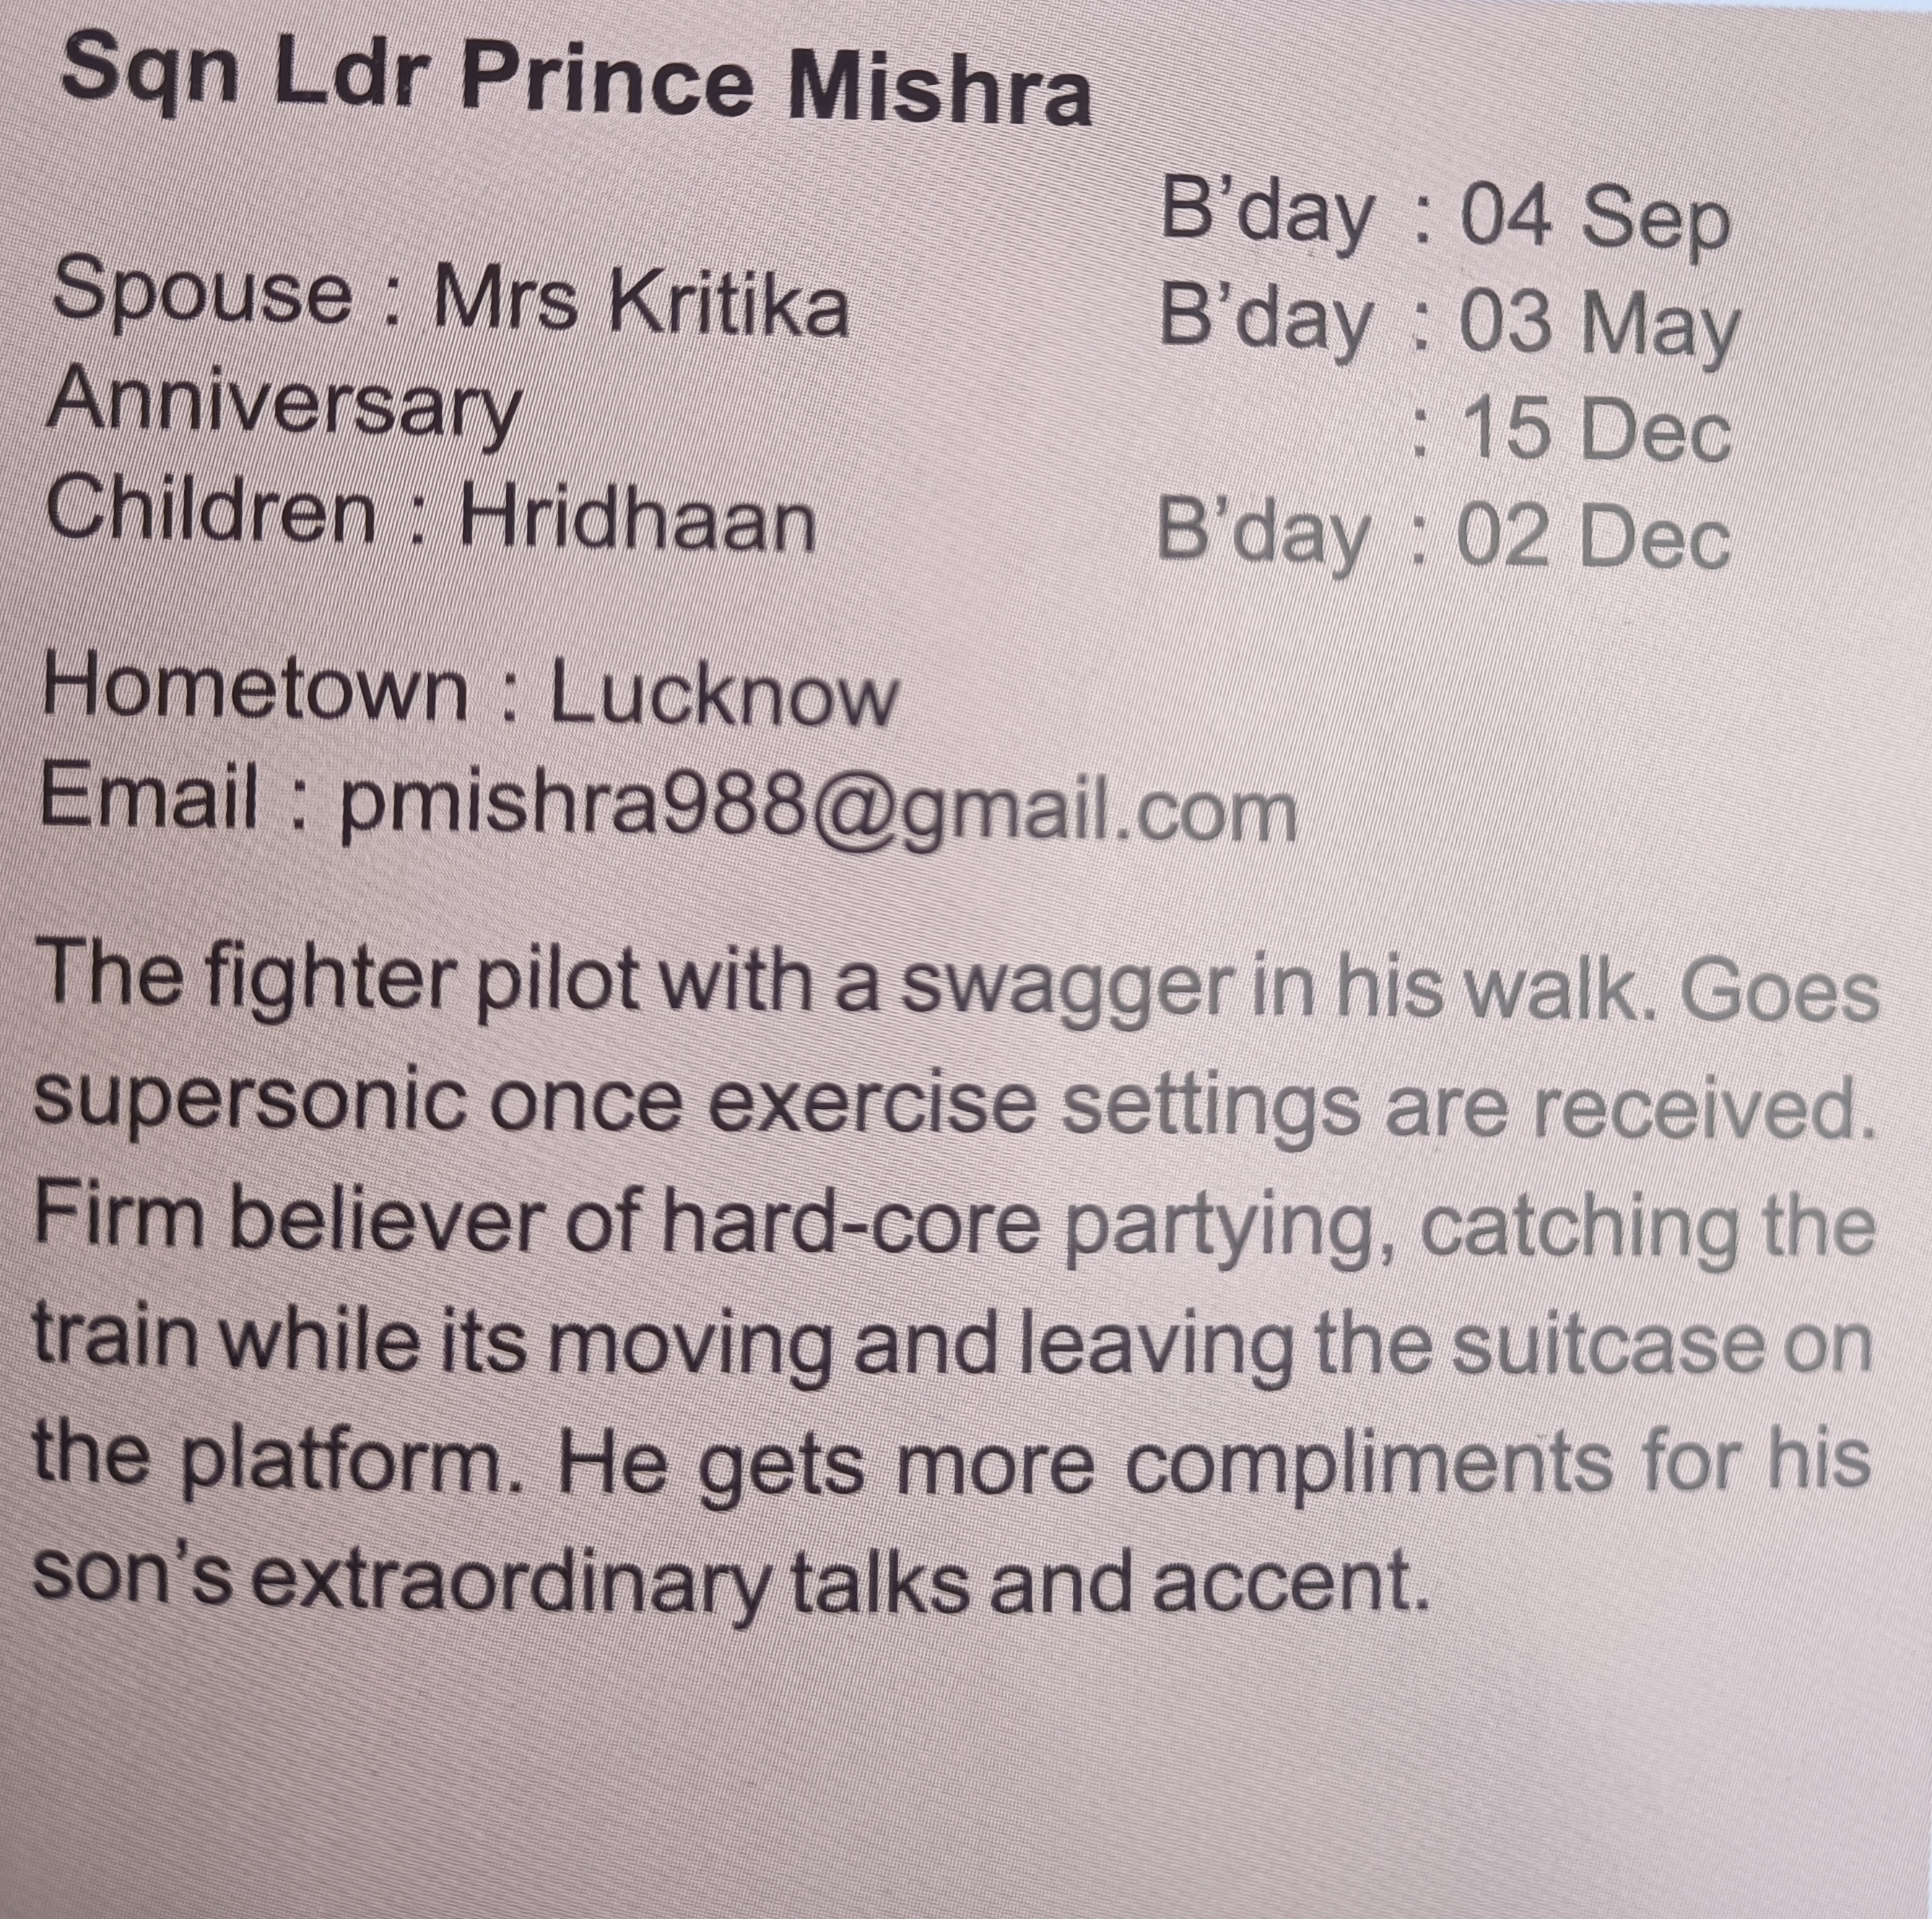 Sqn Ldr Prince Mishra
B'day : 04 Sep
Spouse : Mrs Kritika B'day : 03 May
Anniversary : 15 Dec
Children : Hridhaan B'day : 02 Dec
Hometown : Lucknow
Email : pmishra988@gmail.com
The fighter pilot with a swagger in his walk. Goes
supersonic once exercise settings are received.
Firm believer of hard-core partying, catching the
train while its moving and leaving the suitcase on
the platform. He gets more compliments for his
son's extraordinary talks and accent.